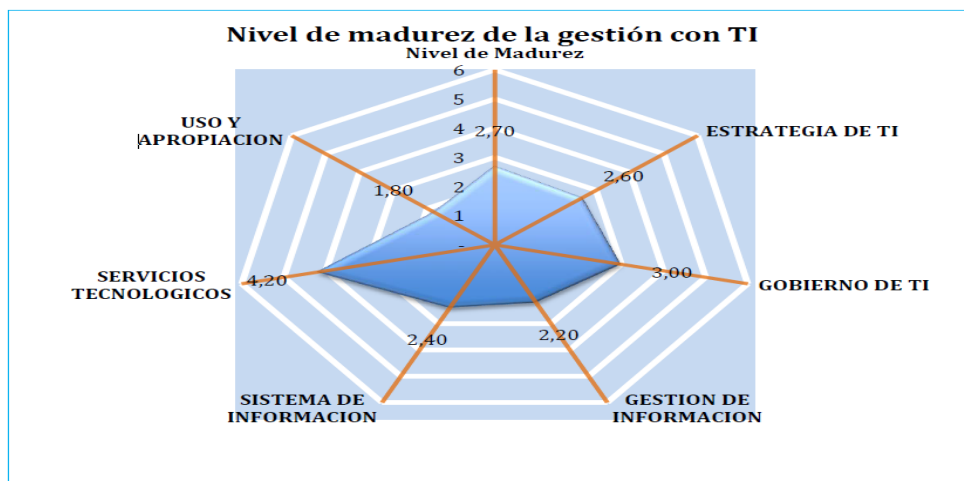 Nivel de madurez de la gestión con TI
Nivel de Madurez
6
5
4
3
2
1
-
2,70
ESTRATEGIA DE TI
2,60
GOBIERNO DE TI
3,00
GESTION DE
INFORMACION
2,20
SISTEMA DE
INFORMACION
2,40
SERVICIOS
TECNOLOGICOS
4,20
USO Y
APROPIACION
1,80